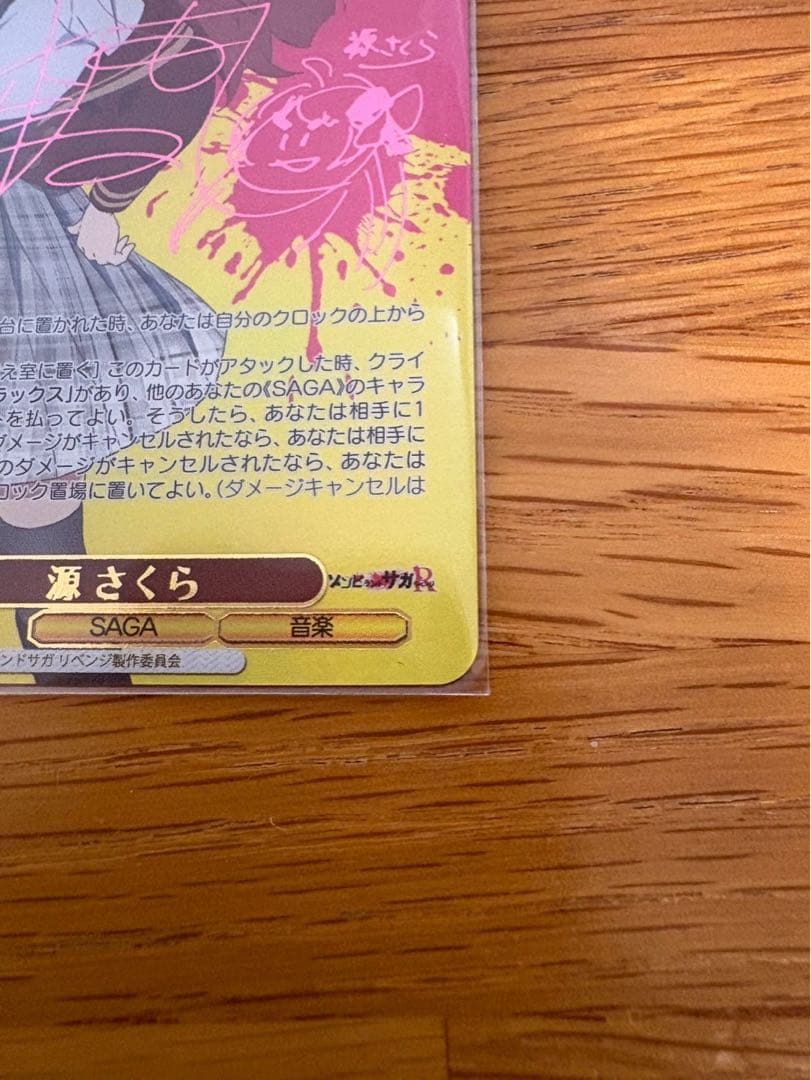 源さくら
台に置かれた時、あなたは自分のクロックの上から
え室に置く］このカードがアタックした時、クライ
ラックス」があり、他のあなたの《SAGA》のキャラ
トを払ってよい。そうしたら、あなたは相手に1
ダメージがキャンセルされたなら、あなたは相手に
のダメージがキャンセルされたなら、あなたは
ロック置場に置いてよい。（ダメージキャンセルは
源 さくら
ゾンビランドサガR
SAGA 音楽
ンドサガ リベンジ製作委員会